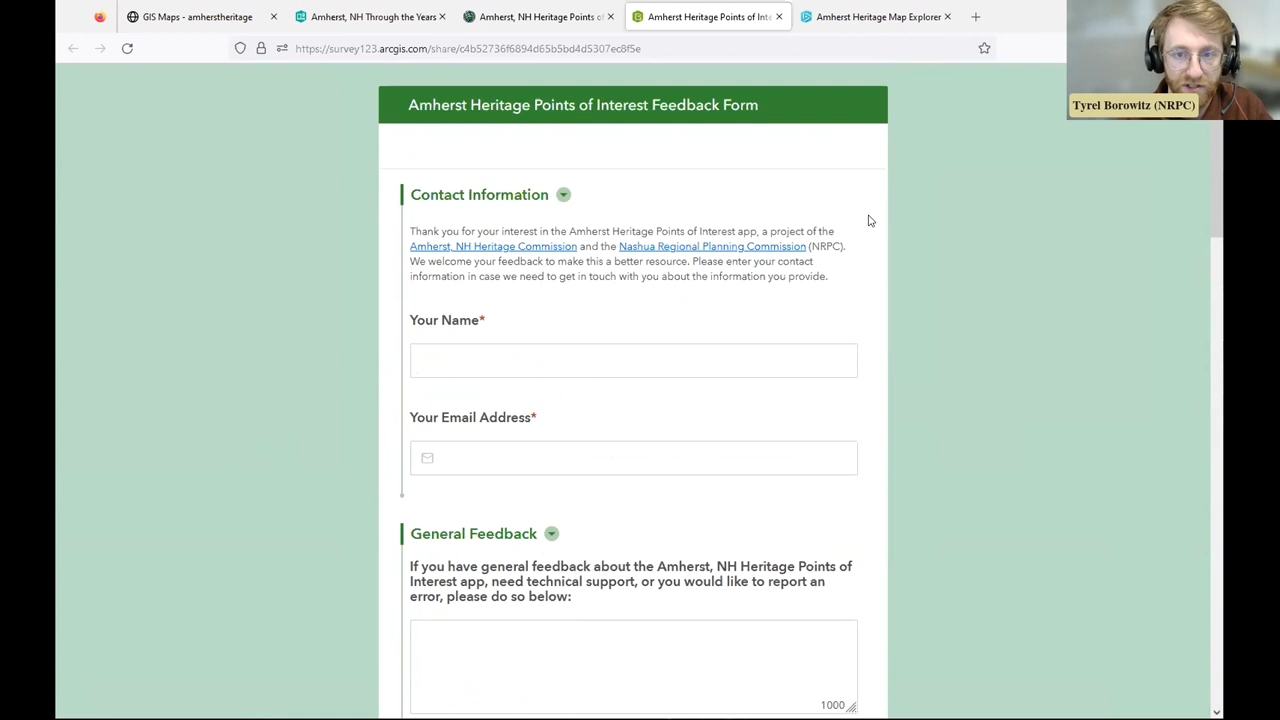 GIS Maps - amherstheritage
Amherst, NH Through the Years
Amherst, NH Heritage Points of
Amherst Heritage Points of Inte
Amherst Heritage Map Explorer
https://survey123.arcgis.com/share/c4b52736f6894d65b5bd4d5307ec8f5e
Tyrel Borowitz (NRPC)
Amherst Heritage Points of Interest Feedback Form
Contact Information
Thank you for your interest in the Amherst Heritage Points of Interest app, a project of the
Amherst, NH Heritage Commission and the Nashua Regional Planning Commission (NRPC).
We welcome your feedback to make this a better resource. Please enter your contact
information in case we need to get in touch with you about the information you provide.
Your Name*
Your Email Address*
General Feedback
If you have general feedback about the Amherst, NH Heritage Points of
Interest app, need technical support, or you would like to report an
error, please do so below:
1000